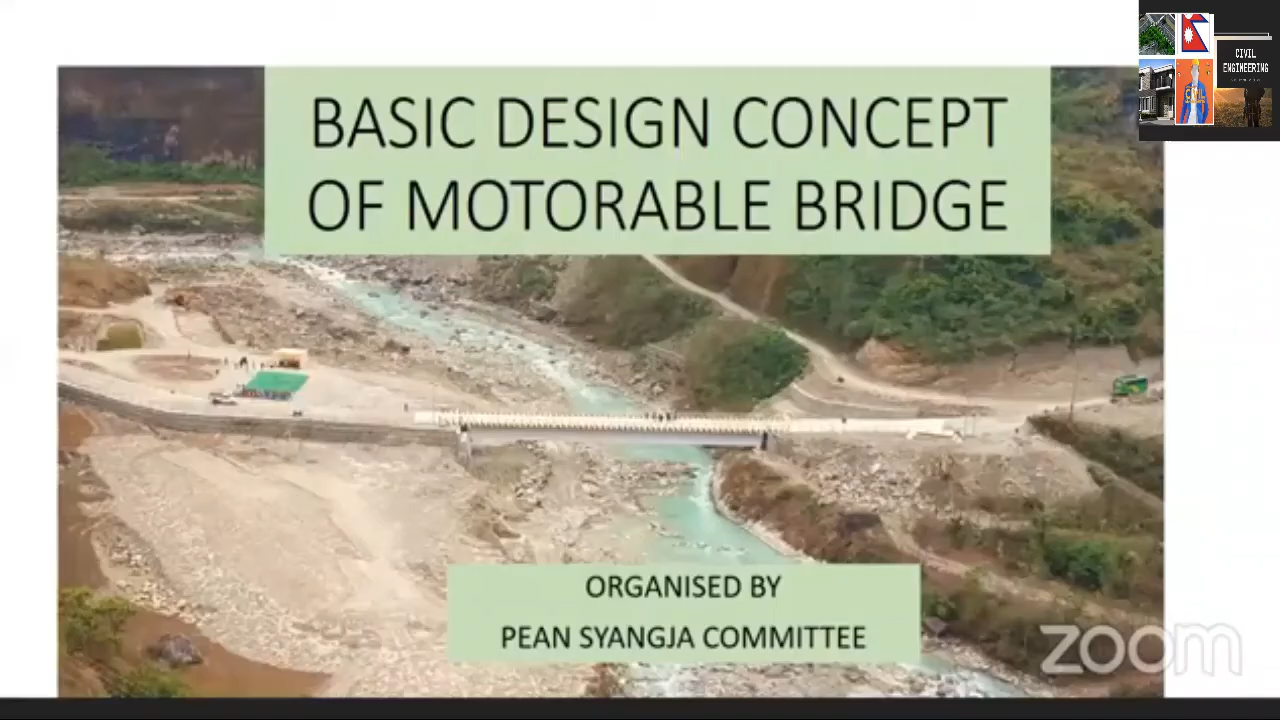 BASIC DESIGN CONCEPT
OF MOTORABLE BRIDGE
CIVIL
ENGINEERING
ORGANISED BY
PEAN SYANGJA COMMITTEE
zoom